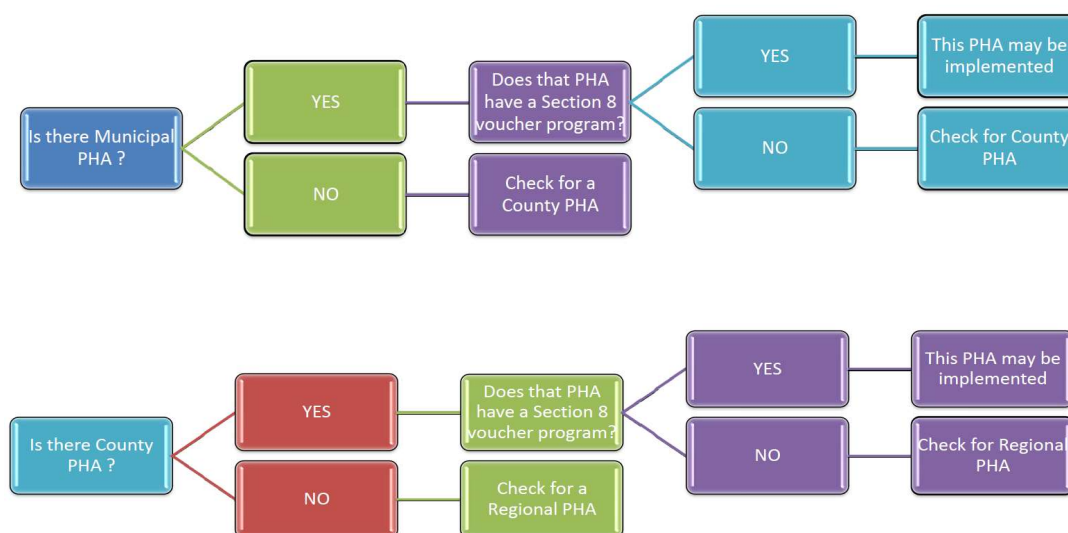 YES
This PHA may be
implemented
YES
Does that PHA
have a Section 8
voucher program?
Is there Municipal
PHA ?
NO
Check for County
PHA
NO
Check for a
County PHA
YES
This PHA may be
implemented
YES
Does that PHA
have a Section 8
voucher program?
Is there County
PHA ?
NO
Check for Regional
PHA
NO
Check for a
Regional PHA